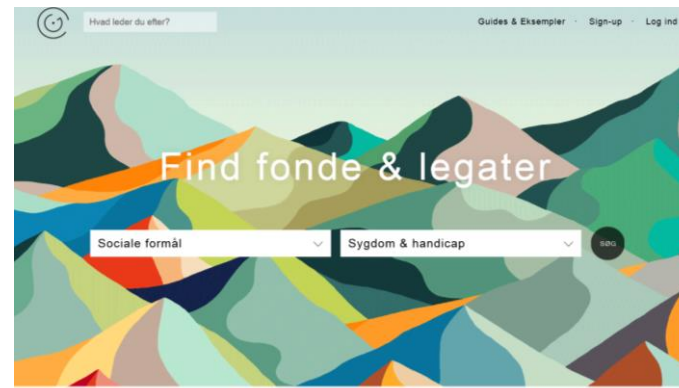 Hvad leder du efter?
Guides & Eksempler · Sign-up · Log ind
Find fonde & legater
Sociale formål
Sygdom & handicap
SØG